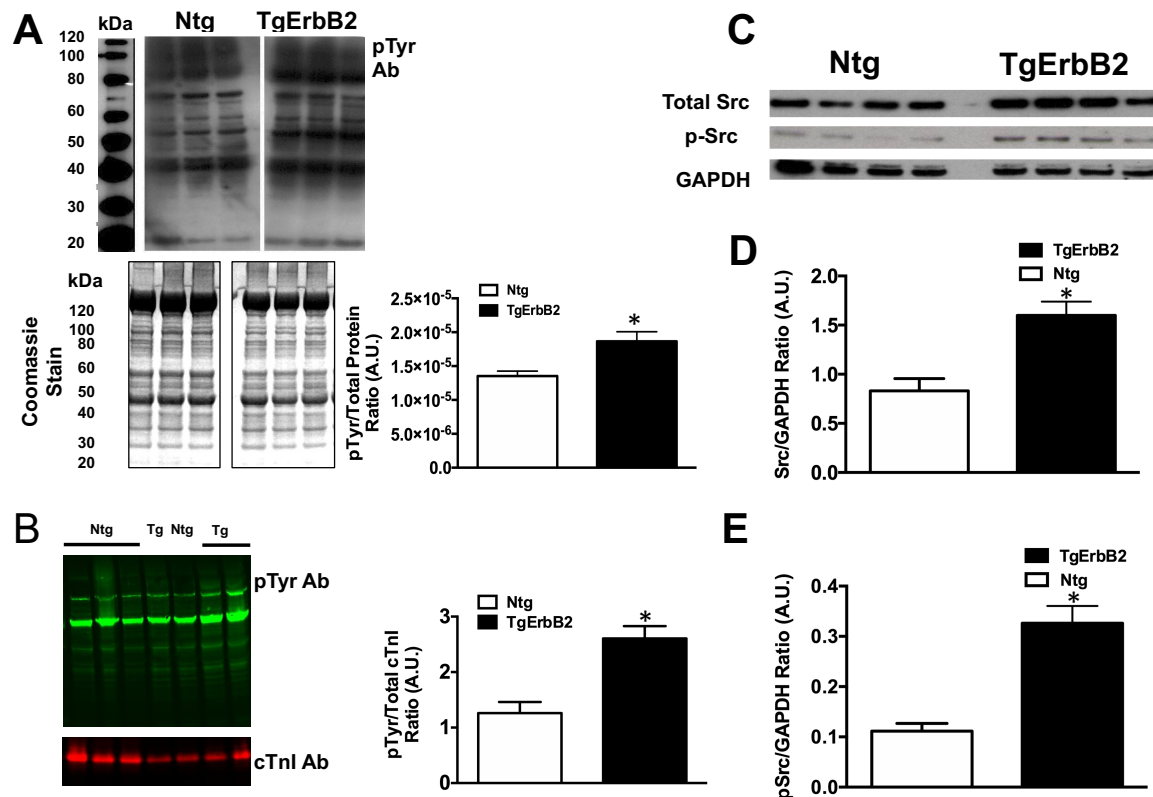 A
kDa
Ntg
TgErbB2
120
100
80
60
50
40
30
20
pTyr
Ab
kDa
120
100
80
60
50
40
30
20
Coomassie
Stain
pTyr/Total Protein
Ratio (A.U.)
2.5×10-5
2.0×10-5
1.5×10-5
1.0×10-5
5.0×10-6
0.0
Ntg
TgErbB2
*
B
Ntg
Tg
Ntg
Tg
pTyr Ab
cTnI Ab
pTyr/Total cTnI
Ratio (A.U.)
3
2
1
0
Ntg
TgErbB2
*
C
Ntg
TgErbB2
Total Src
p-Src
GAPDH
D
TgErbB2
Ntg
Src/GAPDH Ratio (A.U.)
2.0
1.5
1.0
0.5
0.0
*
E
TgErbB2
Ntg
pSrc/GAPDH Ratio (A.U.)
0.4
0.3
0.2
0.1
0.0
*